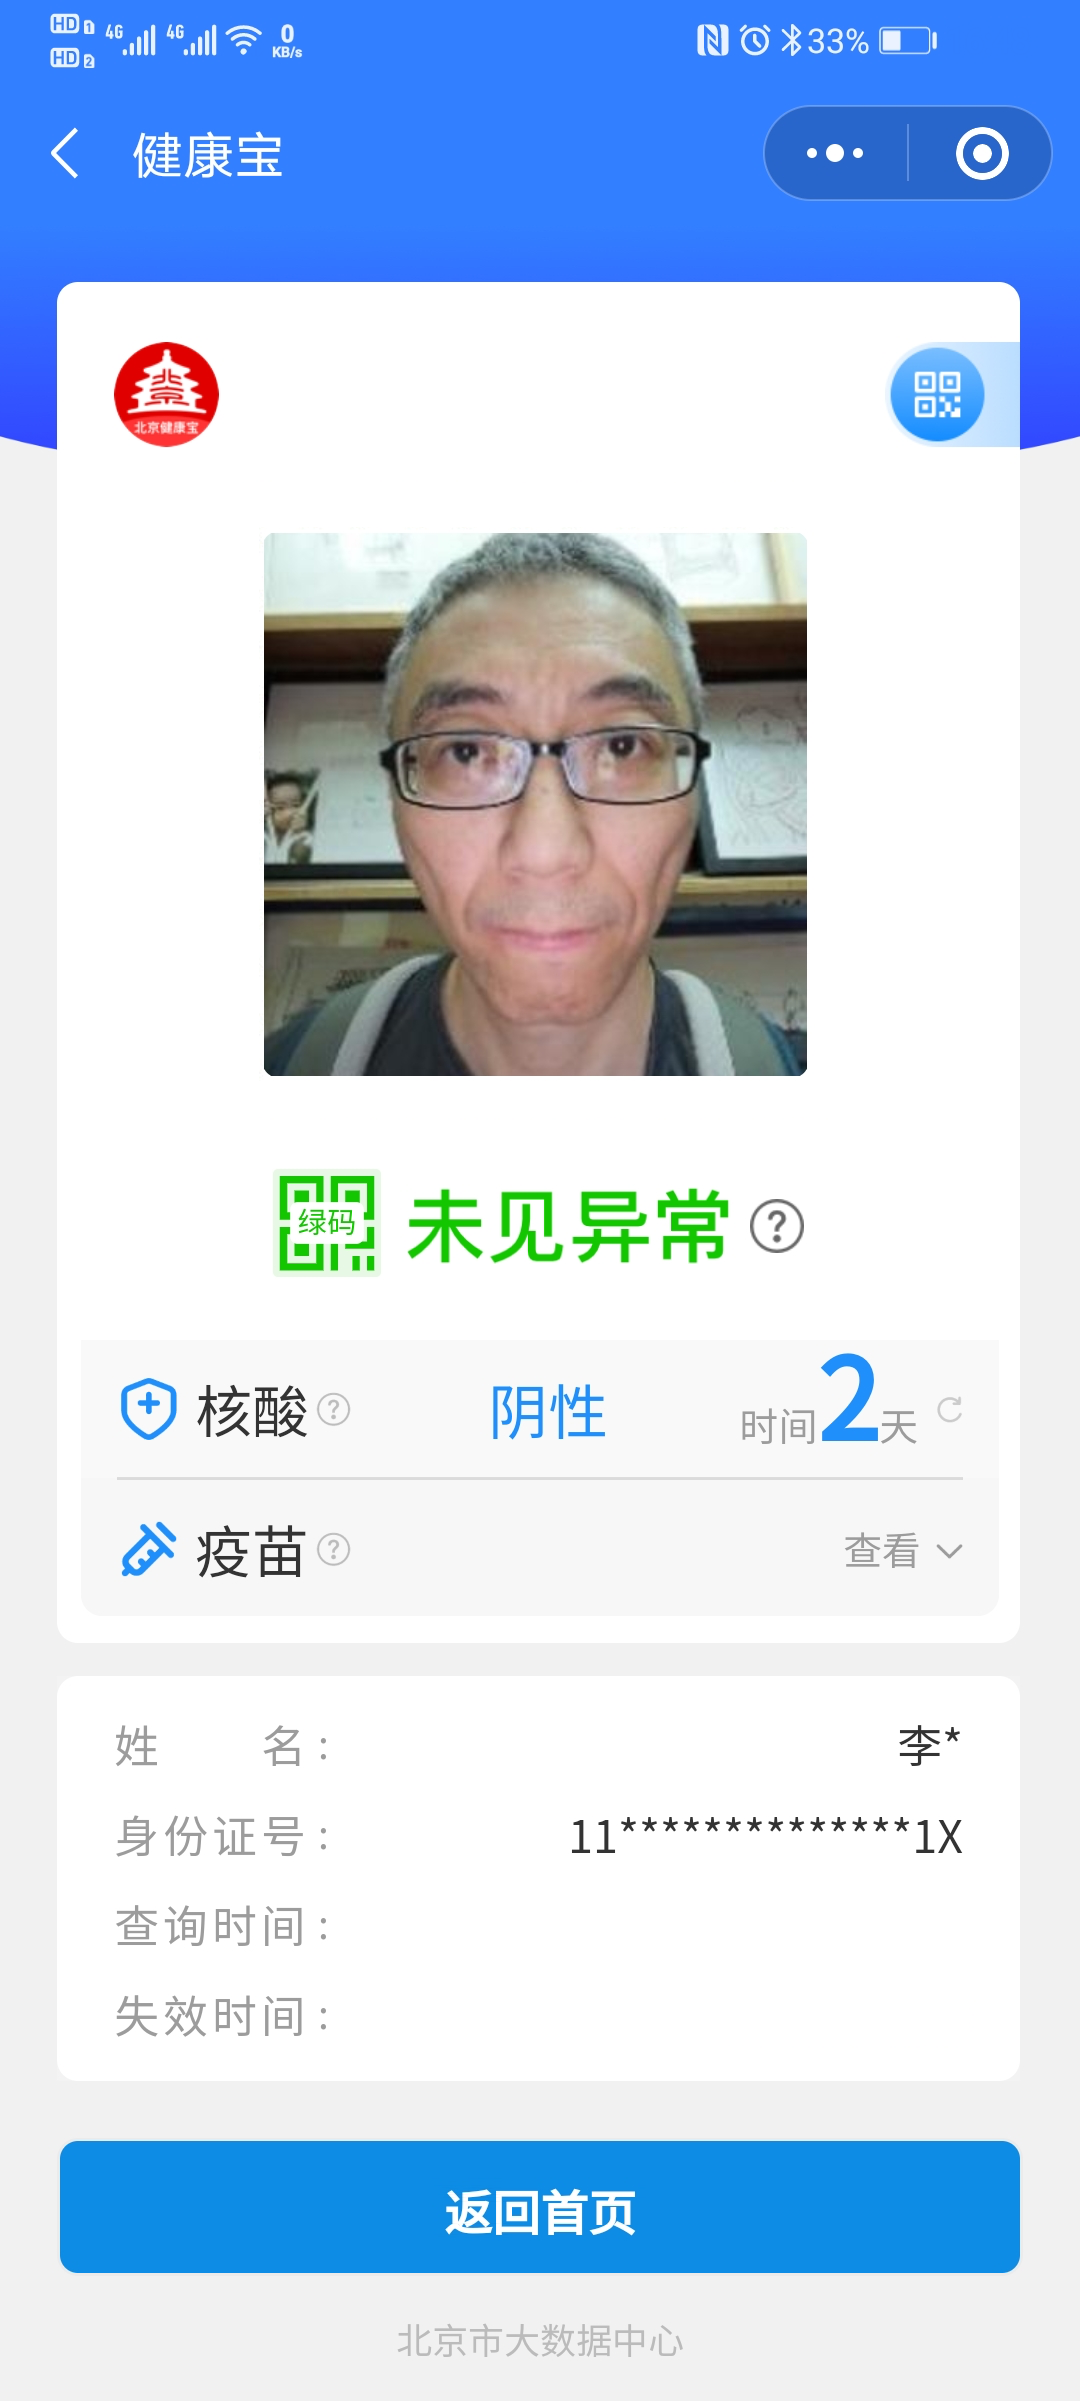 HD 1 4G 4G 0 KB/s 33%
HD 2
健康宝
北京健康宝
绿码 未见异常 ?
核酸 ? 阴性 时间2天
疫苗 ? 查看
姓名： 李*
身份证号： 11**************1X
查询时间：
失效时间：
返回首页
北京市大数据中心